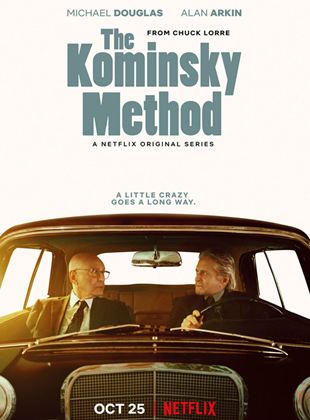 MICHAEL DOUGLAS ALAN ARKIN
FROM CHUCK LORRE
The
Kominsky
Method
A NETFLIX ORIGINAL SERIES
A LITTLE CRAZY
GOES A LONG WAY.
OCT 25 NETFLIX